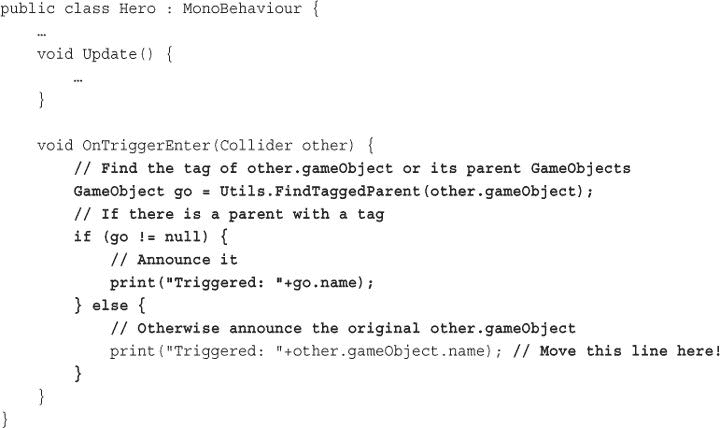 public class Hero : MonoBehaviour {
    …
    void Update() {
        …
    }

    void OnTriggerEnter(Collider other) {
        // Find the tag of other.gameObject or its parent GameObjects
        GameObject go = Utils.FindTaggedParent(other.gameObject);
        // If there is a parent with a tag
        if (go != null) {
            // Announce it
            print("Triggered: "+go.name);
        } else {
            // Otherwise announce the original other.gameObject
            print("Triggered: "+other.gameObject.name); // Move this line here!
        }
    }
}